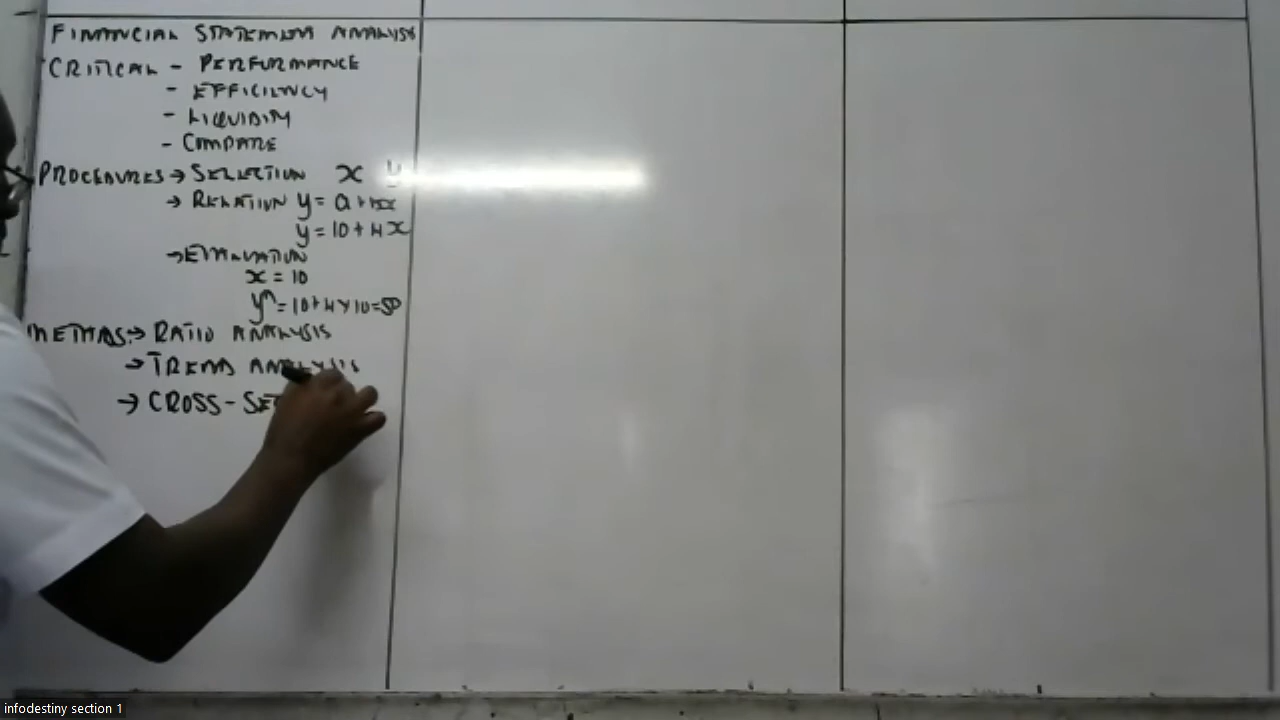 FINANCIAL STATEMENT ANALYSIS
CRITICAL - PERFORMANCE
- EFFICIENCY
- LIQUIDITY
- COMPARE
PROCEDURES → SELECTION x y
→ RELATION y = a + bx
y = 10 + 4x
→ EVALUATION
x = 10
y = 10 + 4 x 10 = 50
METHODS → RATIO ANALYSIS
→ TREND ANALYSIS
→ CROSS-SE
infodestiny section 1